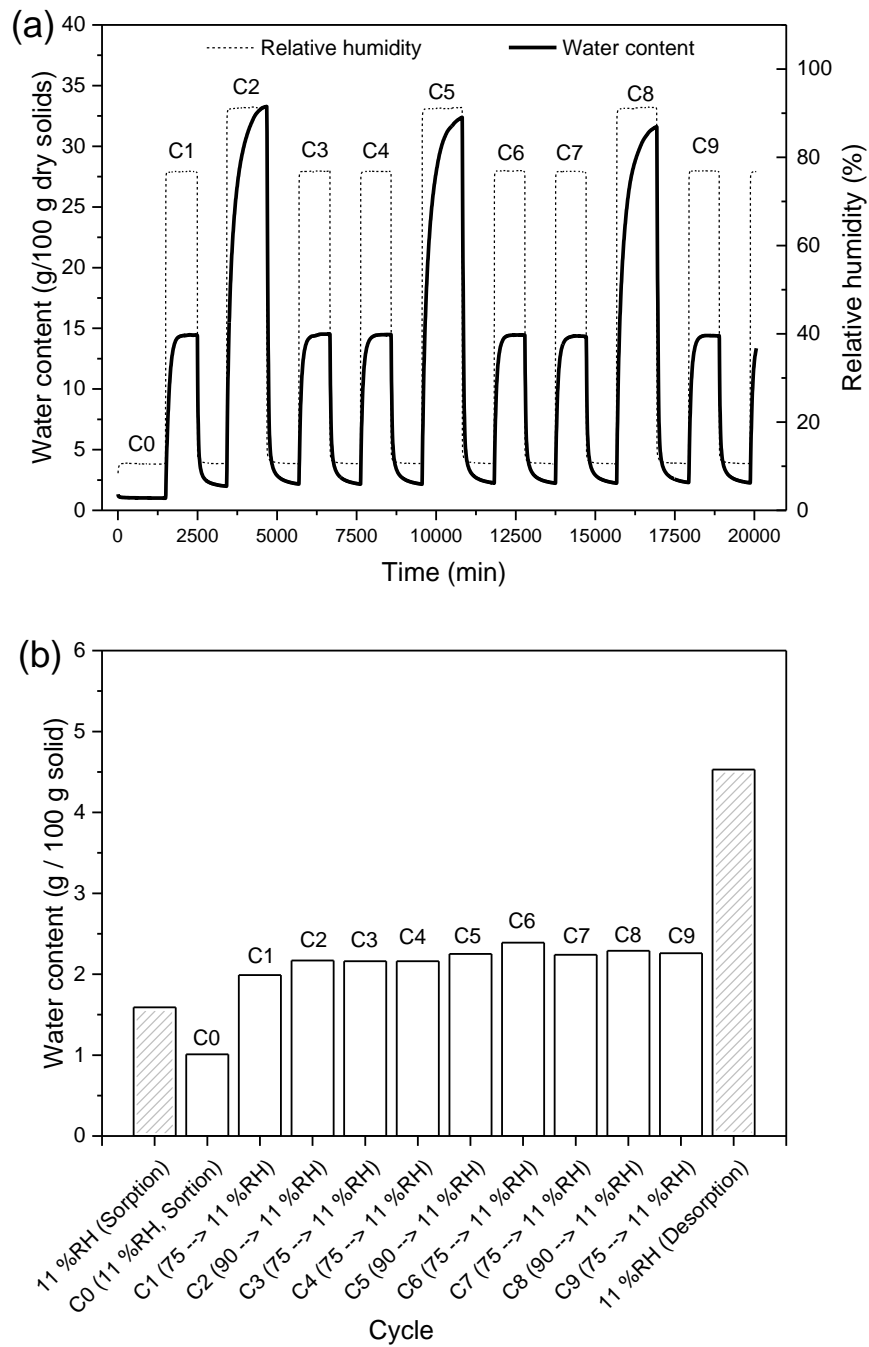 (a)
Relative humidity
Water content
40
35
30
25
20
15
10
5
0
Water content (g/100 g dry solids)
100
80
60
40
20
0
Relative humidity (%)
C0
C1
C2
C3
C4
C5
C6
C7
C8
C9
0 2500 5000 7500 10000 12500 15000 17500 20000
Time (min)
(b)
6
5
4
3
2
1
0
Water content (g / 100 g solid)
C0
C1
C2
C3
C4
C5
C6
C7
C8
C9
11 %RH (Sorption)
C0 (11 %RH, Sortion)
C1 (75 --> 11 %RH)
C2 (90 --> 11 %RH)
C3 (75 --> 11 %RH)
C4 (75 --> 11 %RH)
C5 (90 --> 11 %RH)
C6 (75 --> 11 %RH)
C7 (75 --> 11 %RH)
C8 (90 --> 11 %RH)
C9 (75 --> 11 %RH)
11 %RH (Desorption)
Cycle